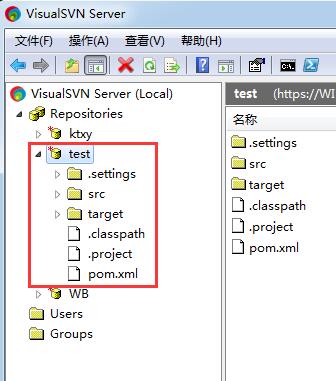 VisualSVN Server
文件(F) 操作(A) 查看(V) 帮助(H)
VisualSVN Server (Local)
Repositories
ktxy
test
.settings
src
target
.classpath
.project
pom.xml
WB
Users
Groups
test (https://WI
名称
.settings
src
target
.classpath
.project
pom.xml